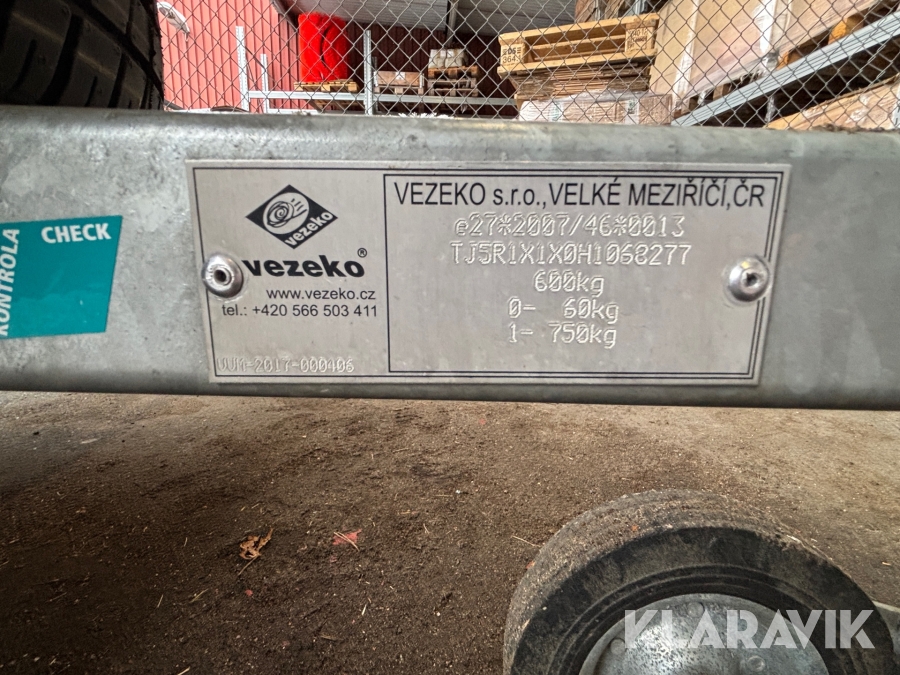 KONTROLA
CHECK
vezeko
vezeko®
www.vezeko.cz
tel.: +420 566 503 411
VUM-2017-000406
VEZEKO s.r.o.,VELKÉ MEZIŘÍČÍ,ČR
e27*2007/46*0013
TJ5R1X1X0H1068277
600kg
0- 60kg
1- 750kg
KLARAVIK